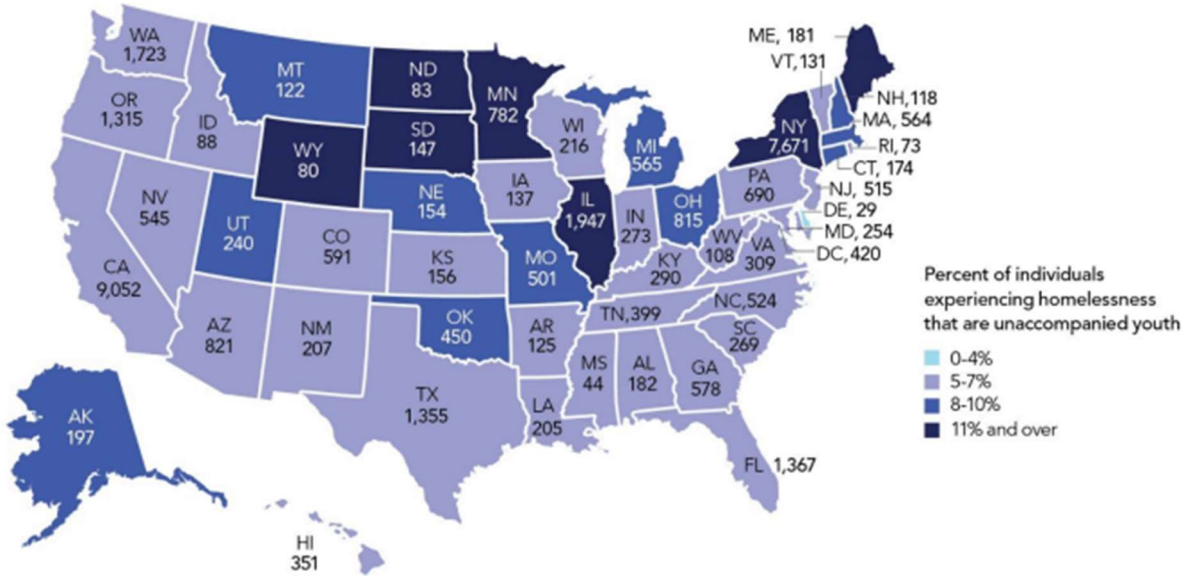 WA
1,723
OR
1,315
ID
88
MT
122
WY
80
ND
83
SD
147
MN
782
WI
216
MI
565
NE
154
IA
137
NV
545
UT
240
CO
591
KS
156
MO
501
IL
1,947
IN
273
OH
815
CA
9,052
AZ
821
NM
207
OK
450
AR
125
KY
290
WV
108
VA
309
TN,399
NC,524
SC
269
TX
1,355
LA
205
MS
44
AL
182
GA
578
FL 1,367
AK
197
HI
351
PA
690
NY
7,671
ME, 181
VT,131
NH,118
MA, 564
RI, 73
CT, 174
NJ, 515
DE, 29
MD, 254
DC,420
Percent of individuals
experiencing homelessness
that are unaccompanied youth
0-4%
5-7%
8-10%
11% and over